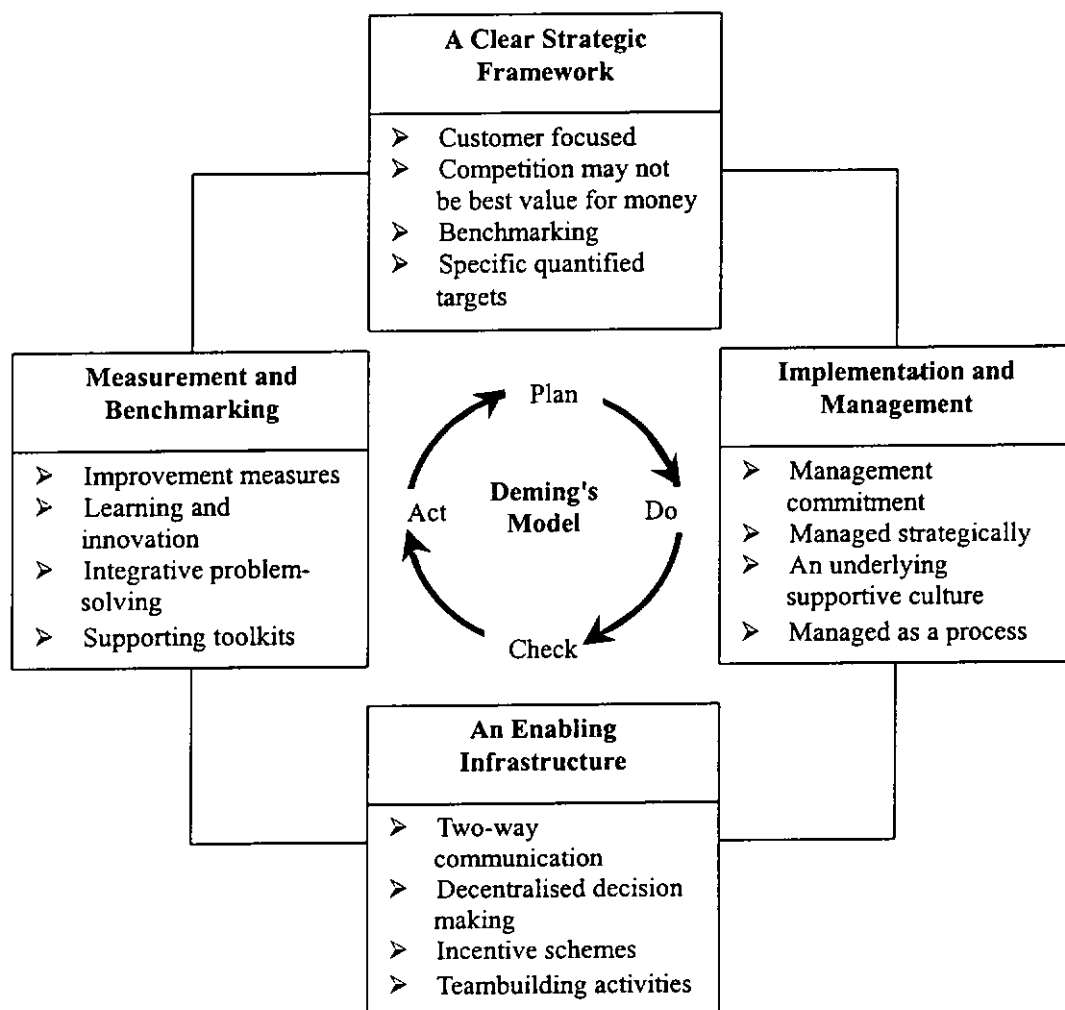 A Clear Strategic
Framework
➢ Customer focused
➢ Competition may not
be best value for money
➢ Benchmarking
➢ Specific quantified
targets
Measurement and
Benchmarking
➢ Improvement measures
➢ Learning and
innovation
➢ Integrative problem-
solving
➢ Supporting toolkits
Plan
Act
Deming's
Model
Do
Check
Implementation and
Management
➢ Management
commitment
➢ Managed strategically
➢ An underlying
supportive culture
➢ Managed as a process
An Enabling
Infrastructure
➢ Two-way
communication
➢ Decentralised decision
making
➢ Incentive schemes
➢ Teambuilding activities